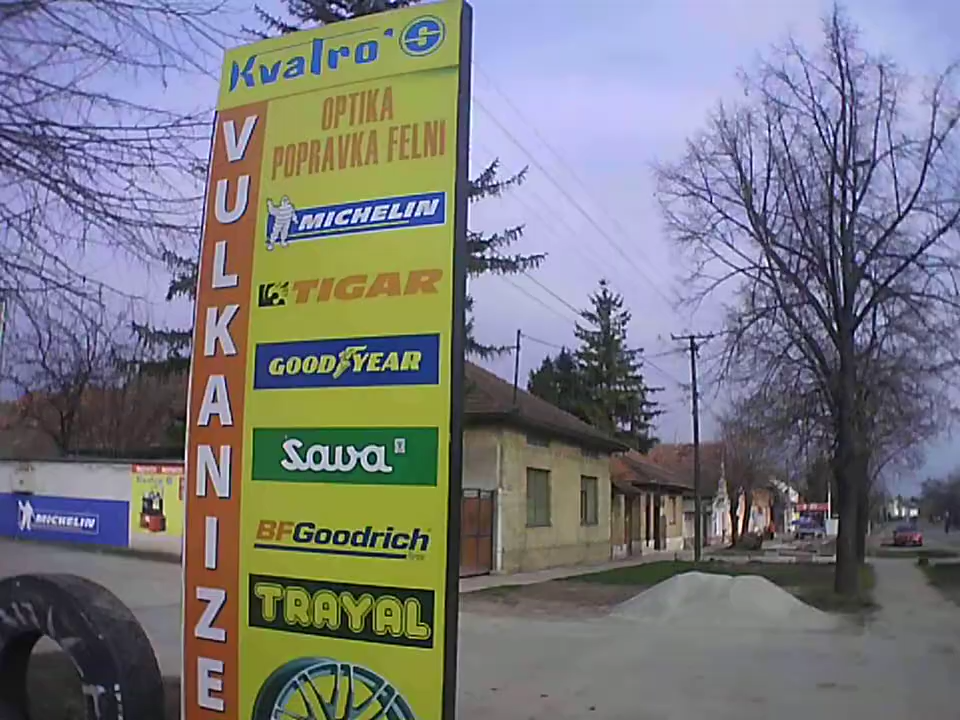 Kvalro's
OPTIKA
POPRAVKA FELNI
VULKANIZE
MICHELIN
TIGAR
GOODYEAR
Sava
BFGoodrich
TRAYAL
MICHELIN